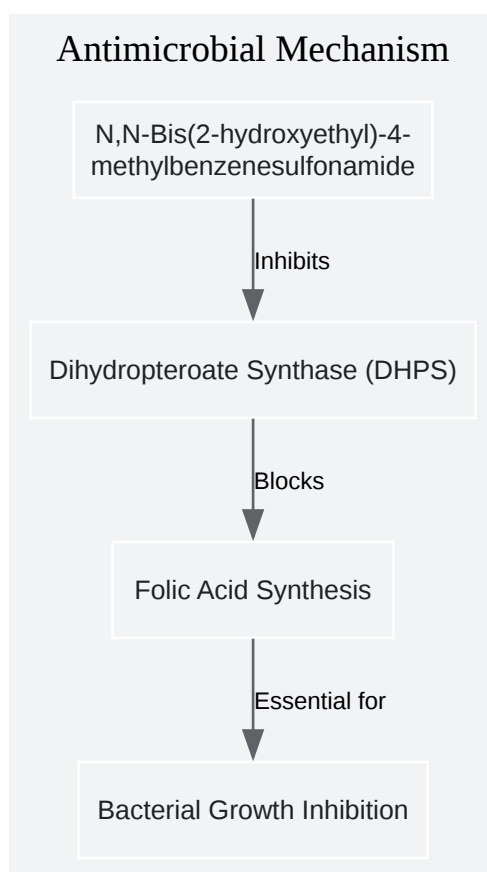 Antimicrobial Mechanism
N,N-Bis(2-hydroxyethyl)-4-
methylbenzenesulfonamide
Inhibits
Dihydropteroate Synthase (DHPS)
Blocks
Folic Acid Synthesis
Essential for
Bacterial Growth Inhibition